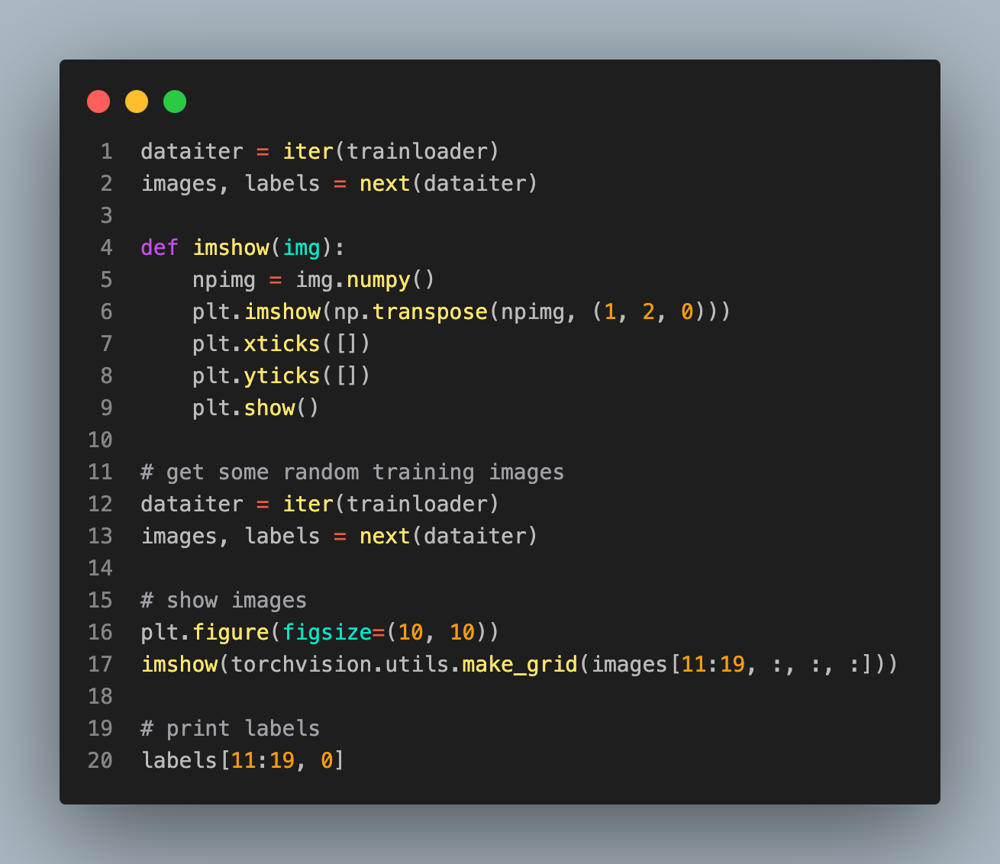 1 dataiter = iter(trainloader)
2 images, labels = next(dataiter)
3
4 def imshow(img):
5     npimg = img.numpy()
6     plt.imshow(np.transpose(npimg, (1, 2, 0)))
7     plt.xticks([])
8     plt.yticks([])
9     plt.show()
10
11 # get some random training images
12 dataiter = iter(trainloader)
13 images, labels = next(dataiter)
14
15 # show images
16 plt.figure(figsize=(10, 10))
17 imshow(torchvision.utils.make_grid(images[11:19, :, :, :]))
18
19 # print labels
20 labels[11:19, 0]